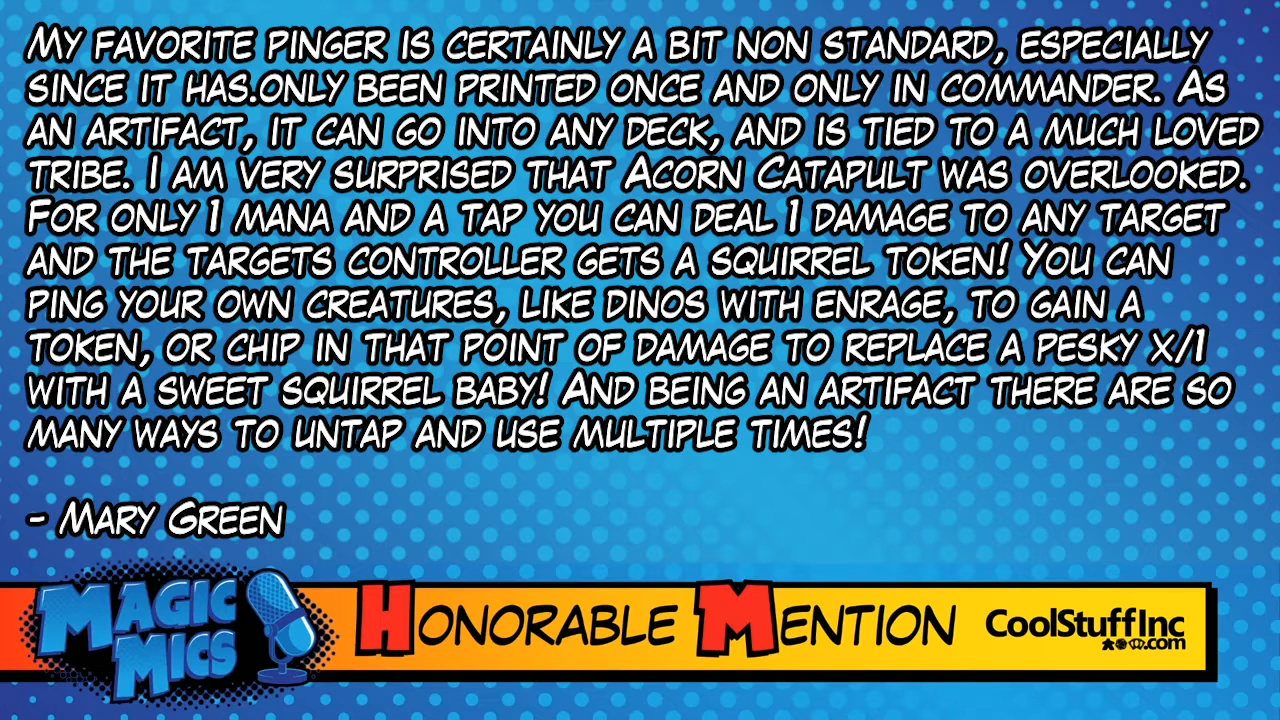 My favorite pinger is certainly a bit non standard, especially
since it has.only been printed once and only in commander. As
an artifact, it can go into any deck, and is tied to a much loved
tribe. I am very surprised that Acorn Catapult was overlooked.
For only 1 mana and a tap you can deal 1 damage to any target
and the targets controller gets a squirrel token! You can
ping your own creatures, like dinos with enrage, to gain a
token, or chip in that point of damage to replace a pesky x/1
with a sweet squirrel baby! And being an artifact there are so
many ways to untap and use multiple times!
- Mary Green
Magic
Mics
Honorable Mention
CoolStuffInc
.com